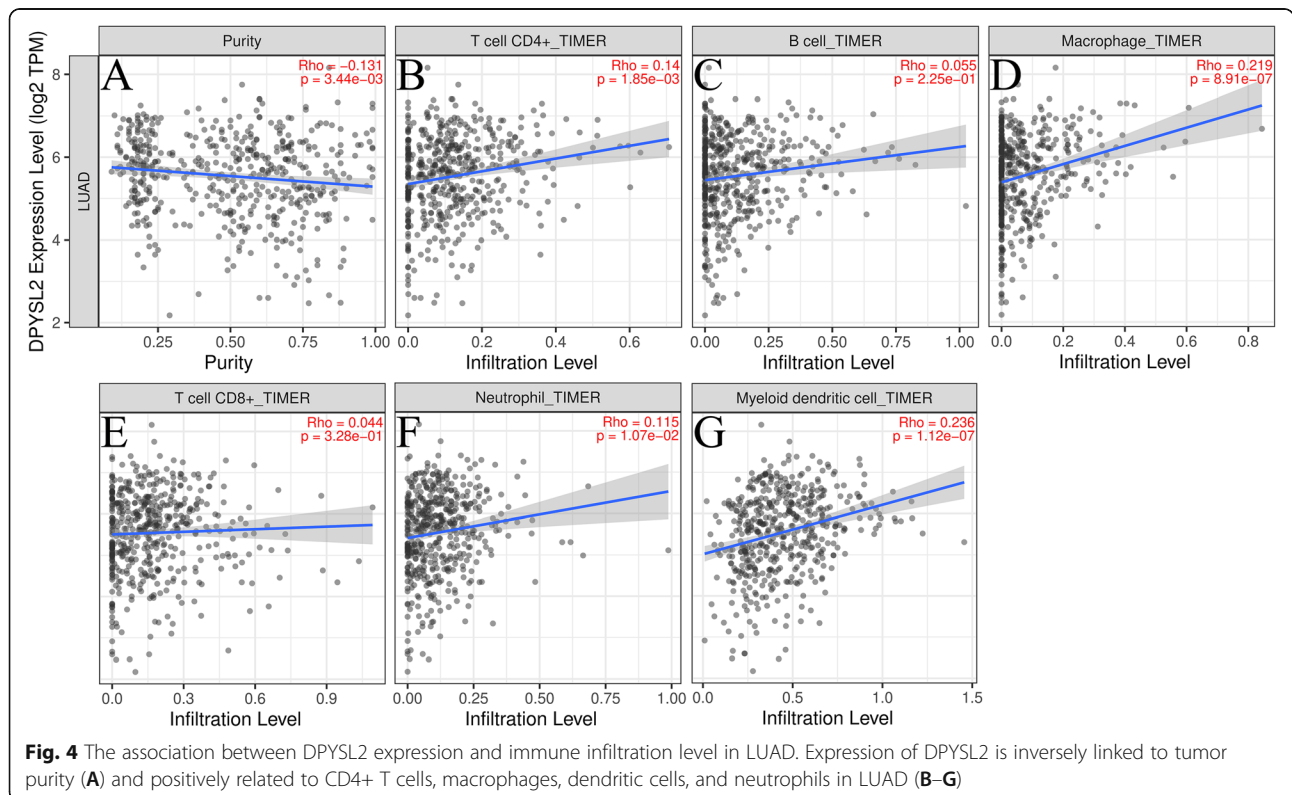 Purity
T cell CD4+_TIMER
B cell_TIMER
Macrophage_TIMER
A
Rho = −0.131
p = 3.44e−03
B
Rho = 0.14
p = 1.85e−03
C
Rho = 0.055
p = 2.25e−01
D
Rho = 0.219
p = 8.91e−07
DPYSL2 Expression Level (log2 TPM)
LUAD
8
6
4
2
0.25 0.50 0.75 1.00
0.0 0.2 0.4 0.6
0.00 0.25 0.50 0.75 1.00
0.0 0.2 0.4 0.6 0.8
Purity
Infiltration Level
Infiltration Level
Infiltration Level
T cell CD8+_TIMER
Neutrophil_TIMER
Myeloid dendritic cell_TIMER
E
Rho = 0.044
p = 3.28e−01
F
Rho = 0.115
p = 1.07e−02
G
Rho = 0.236
p = 1.12e−07
0.0 0.3 0.6 0.9
0.00 0.25 0.50 0.75 1.00
0.0 0.5 1.0 1.5
Infiltration Level
Infiltration Level
Infiltration Level
Fig. 4 The association between DPYSL2 expression and immune infiltration level in LUAD. Expression of DPYSL2 is inversely linked to tumor
purity (A) and positively related to CD4+ T cells, macrophages, dendritic cells, and neutrophils in LUAD (B–G)